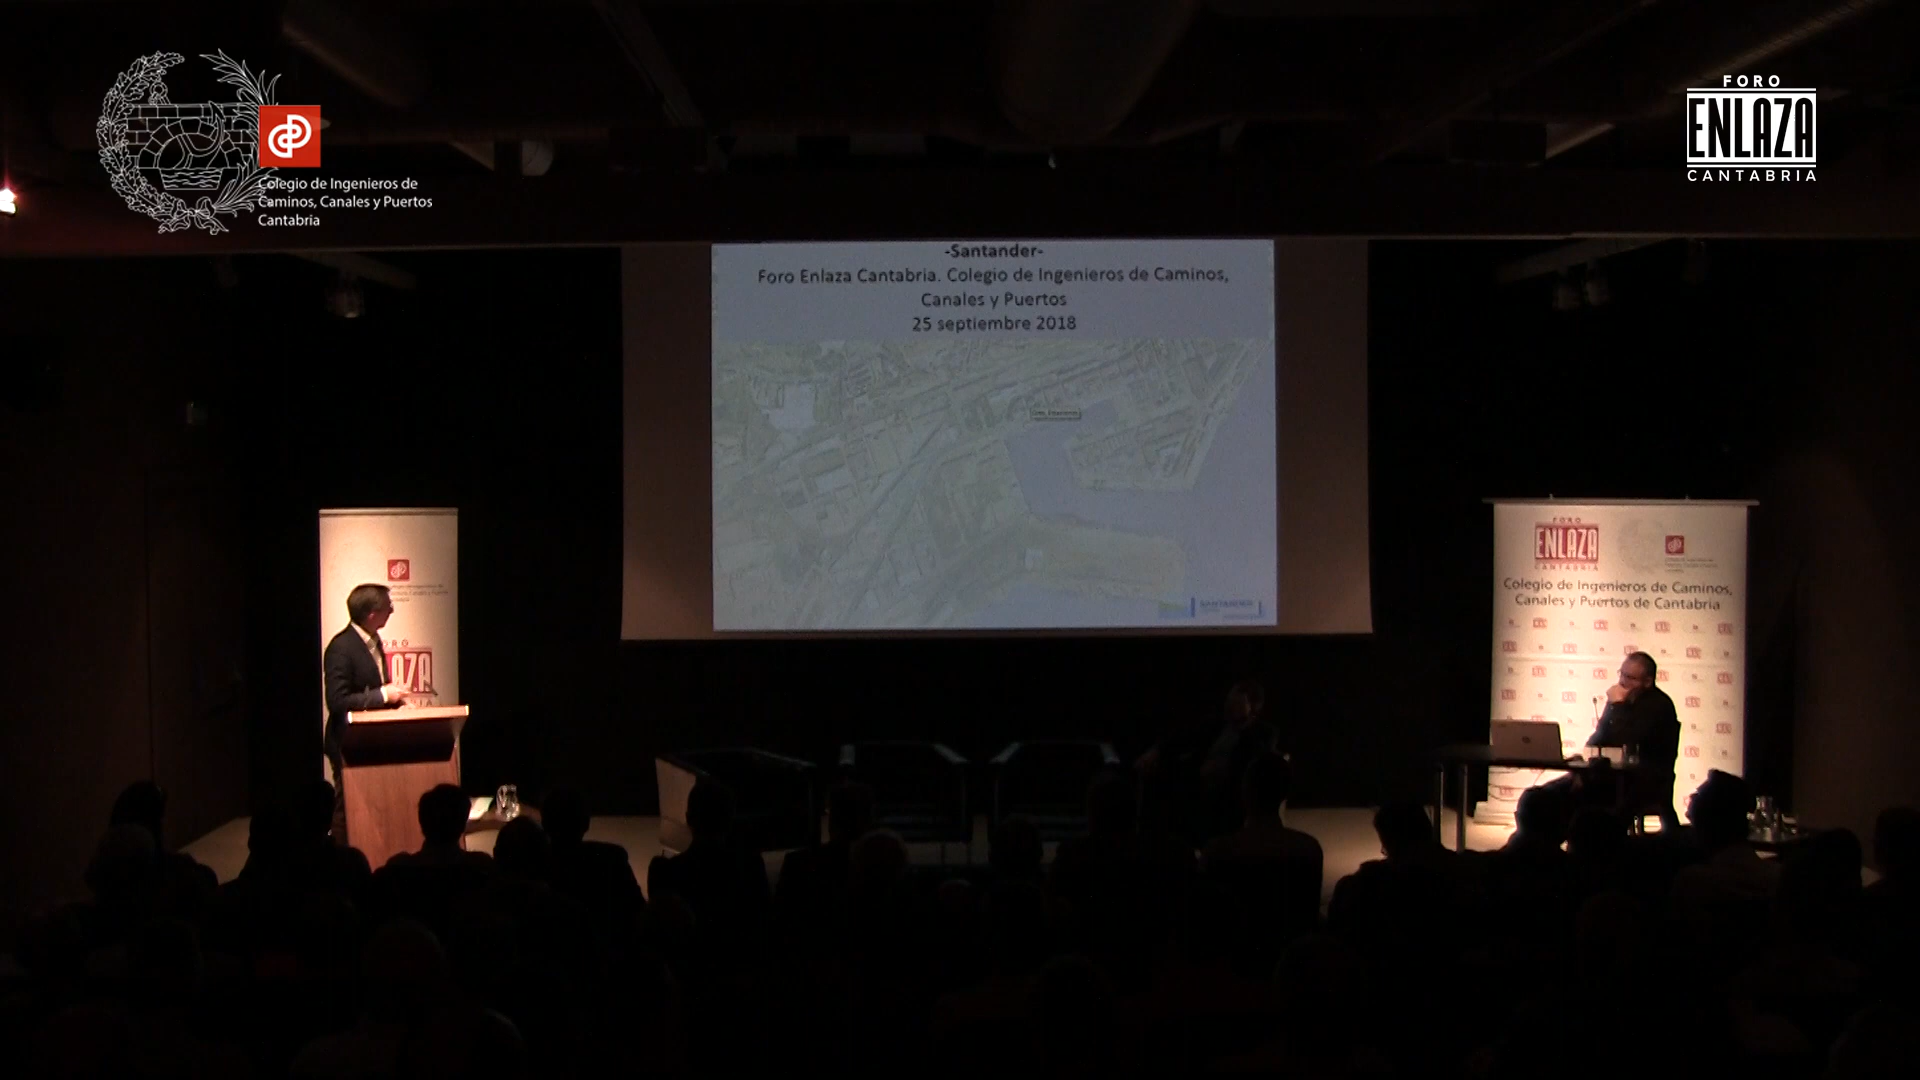 Colegio de Ingenieros de
Caminos, Canales y Puertos
Cantabria
FORO
ENLAZA
CANTABRIA
-Santander-
Foro Enlaza Cantabria. Colegio de Ingenieros de Caminos,
Canales y Puertos
25 septiembre 2018
SANTANDER
FORO
ENLAZA
CANTABRIA
Colegio de Ingenieros de Caminos,
Canales y Puertos de Cantabria